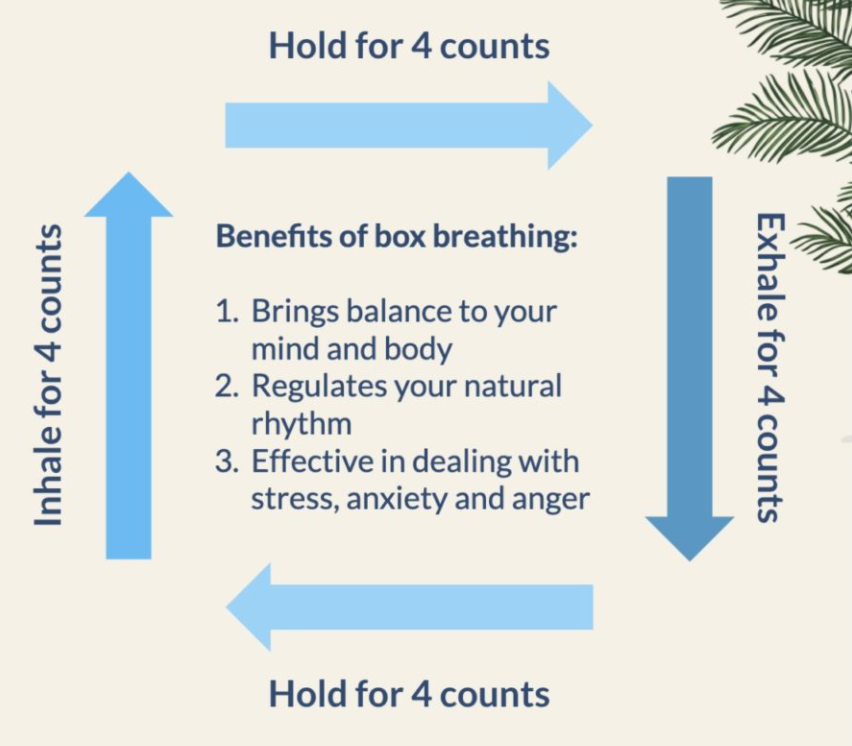 Hold for 4 counts
Inhale for 4 counts
Benefits of box breathing:
1. Brings balance to your
mind and body
2. Regulates your natural
rhythm
3. Effective in dealing with
stress, anxiety and anger
Exhale for 4 counts
Hold for 4 counts